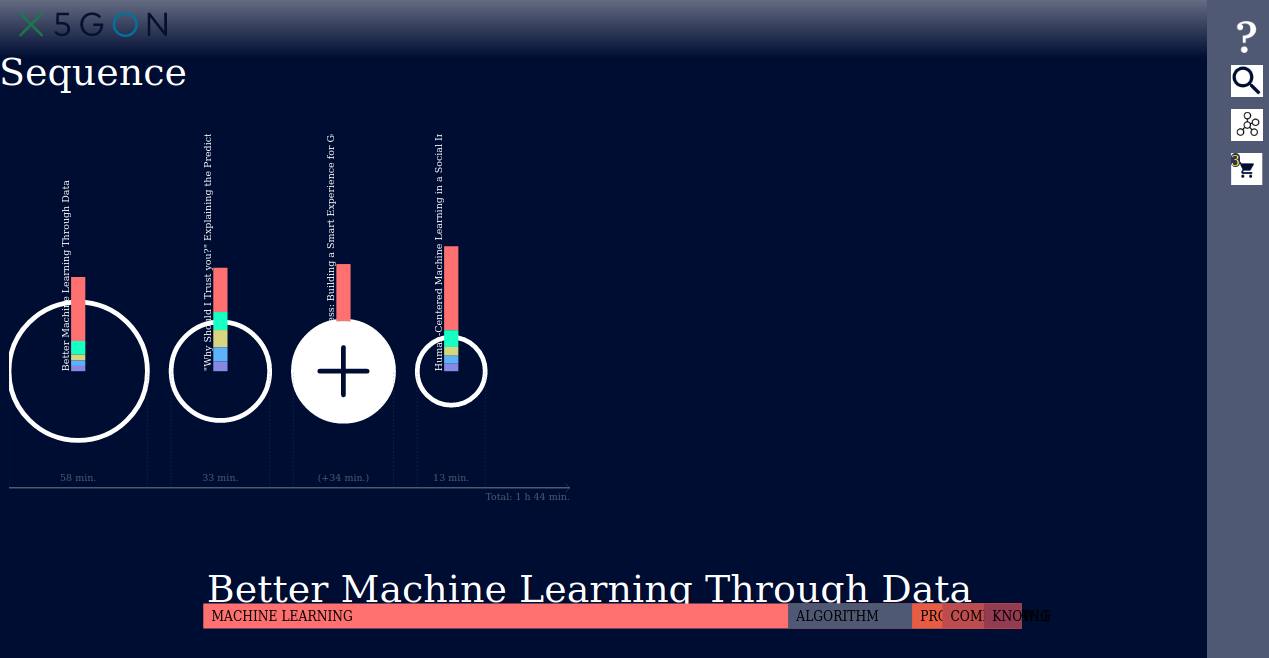 X5GON
?
Sequence
3
Better Machine Learning Through Data
"Why Should I Trust you?" Explaining the Predict
ess: Building a Smart Experience for G
Human-Centered Machine Learning in a Social
58 min.
33 min.
(+34 min.)
13 min.
Total: 1 h 44 min.
Better Machine Learning Through Data
MACHINE LEARNING ALGORITHM PRO COM KNO